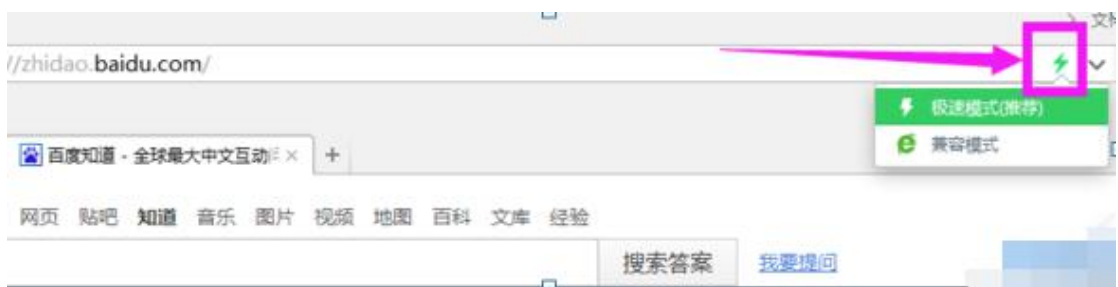 文件
//zhidao.baidu.com/
极速模式(推荐)
兼容模式
百度知道 - 全球最大中文互动
网页 贴吧 知道 音乐 图片 视频 地图 百科 文库 经验
搜索答案 我要提问